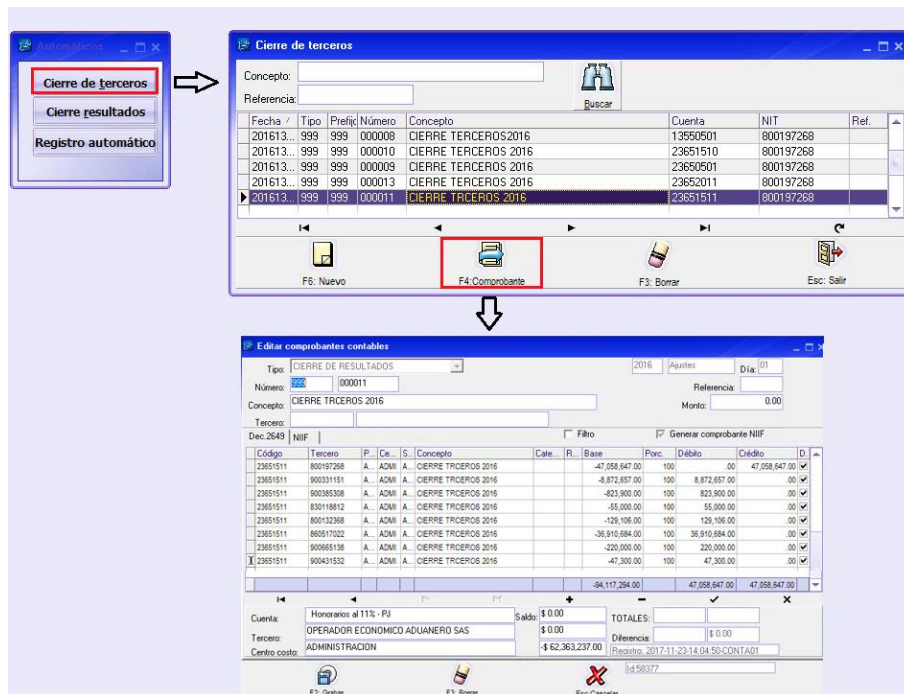 Automáticos
Cierre de terceros
Cierre resultados
Registro automático
Cierre de terceros
Concepto:
Referencia:
Buscar
Fecha Tipo Prefijo Número Concepto Cuenta NIT Ref.
201613... 999 999 000008 CIERRE TERCEROS2016 13550501 800197268
201613... 999 999 000010 CIERRE TERCEROS 2016 23651510 800197268
201613... 999 999 000009 CIERRE TERCEROS 2016 23650501 800197268
201613... 999 999 000013 CIERRE TERCEROS 2016 23652011 800197268
201613... 999 999 000011 CIERRE TRCEROS 2016 23651511 800197268
F6: Nuevo F4:Comprobante F3: Borrar Esc: Salir
Editar comprobantes contables
Tipo: CIERRE DE RESULTADOS 2016 Ajustes Día: 01
Número: 999 000011 Referencia:
Concepto: CIERRE TRCEROS 2016 Monto: 0.00
Tercero:
Dec.2649 NIIF Filtro Generar comprobante NIIF
Código Tercero P... Ce... S... Concepto Cate... R... Base Porc. Débito Crédito D.
23651511 800197268 A... ADMI A... CIERRE TRCEROS 2016 -47,058,647.00 100 .00 47,058,647.00
23651511 900331151 A... ADMI A... CIERRE TRCEROS 2016 -8,872,657.00 100 8,872,657.00 .00
23651511 900385308 A... ADMI A... CIERRE TRCEROS 2016 -823,900.00 100 823,900.00 .00
23651511 830118812 A... ADMI A... CIERRE TRCEROS 2016 -55,000.00 100 55,000.00 .00
23651511 800132368 A... ADMI A... CIERRE TRCEROS 2016 -129,106.00 100 129,106.00 .00
23651511 860517022 A... ADMI A... CIERRE TRCEROS 2016 -36,910,684.00 100 36,910,684.00 .00
23651511 900665138 A... ADMI A... CIERRE TRCEROS 2016 -220,000.00 100 220,000.00 .00
23651511 900431532 A... ADMI A... CIERRE TRCEROS 2016 -47,300.00 100 47,300.00 .00
-94,117,294.00 47,058,647.00 47,058,647.00
Cuenta: Honorarios al 11% - PJ Saldo: $ 0.00 TOTALES:
Tercero: OPERADOR ECONOMICO ADUANERO SAS $ 0.00 Diferencia: $ 0.00
Centro costo: ADMINISTRACION -$ 62,363,237.00 Registro: 2017-11-23-14:04:50-CONTA01
Id:58377
F2: Grabar F3: Borrar Esc:Cancelar